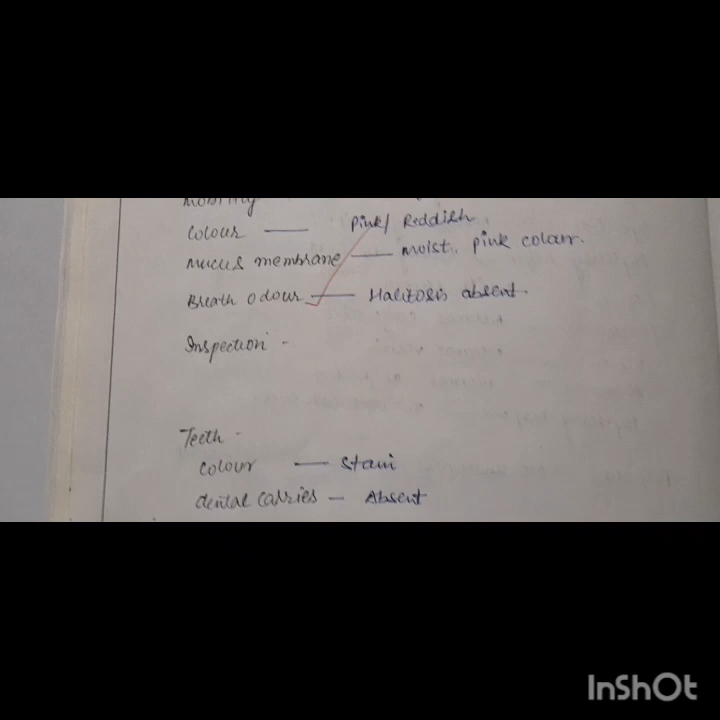 Mobility
Colour — Pink/ Reddish
Mucus membrane — Moist. pink colour.
Breath odour — Halitosis absent.
Inspection -
Teeth -
Colour — Stain
dental carries - Absent
InShOt